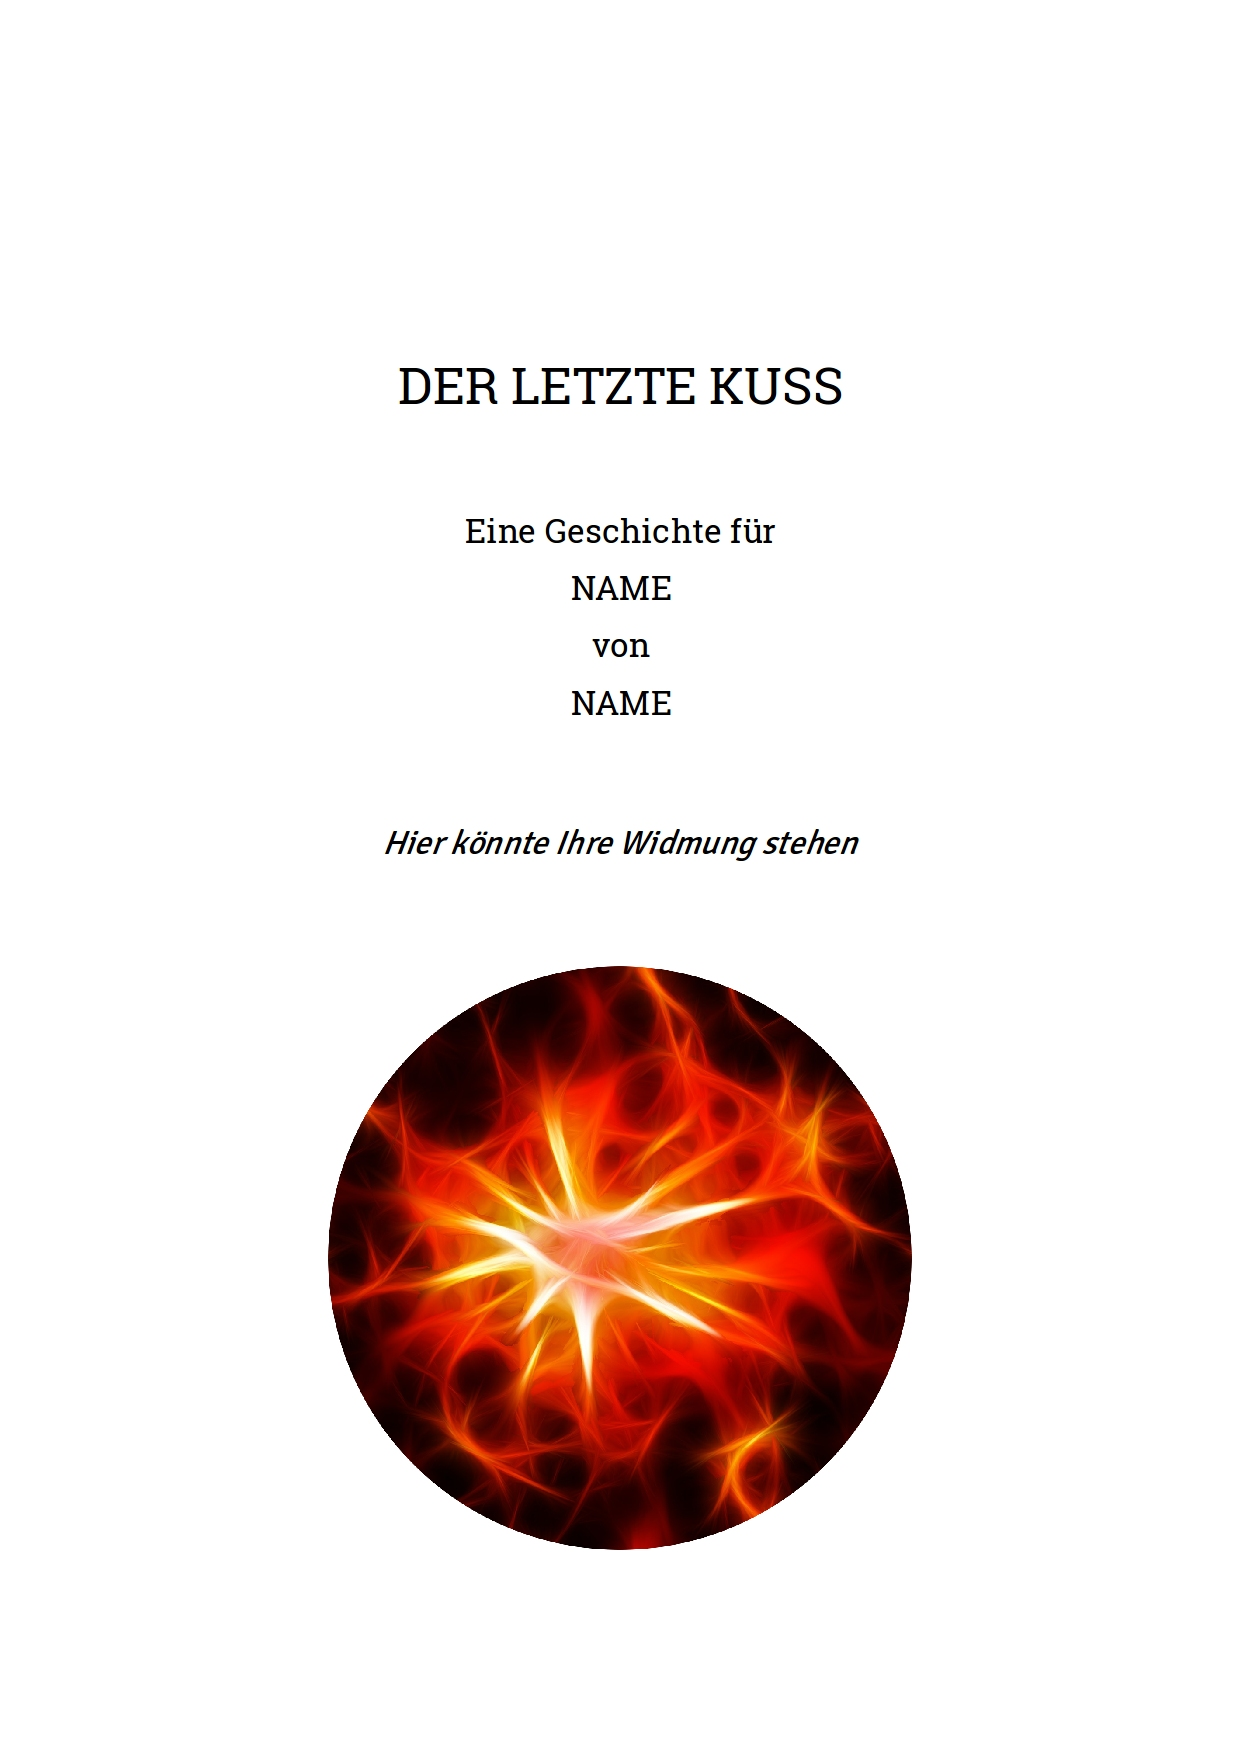 DER LETZTE KUSS
Eine Geschichte für
NAME
von
NAME
Hier könnte Ihre Widmung stehen